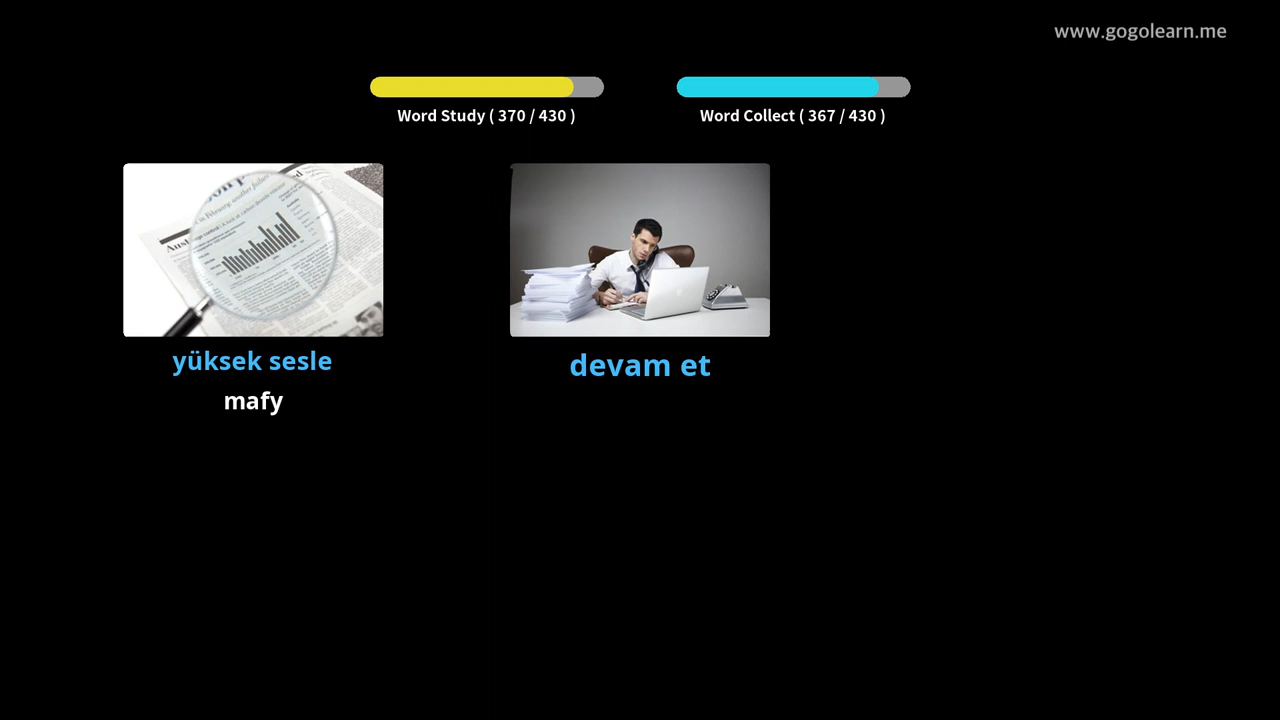 www.gogolearn.me
Word Study ( 370 / 430 )
Word Collect ( 367 / 430 )
yüksek sesle
mafy
devam et